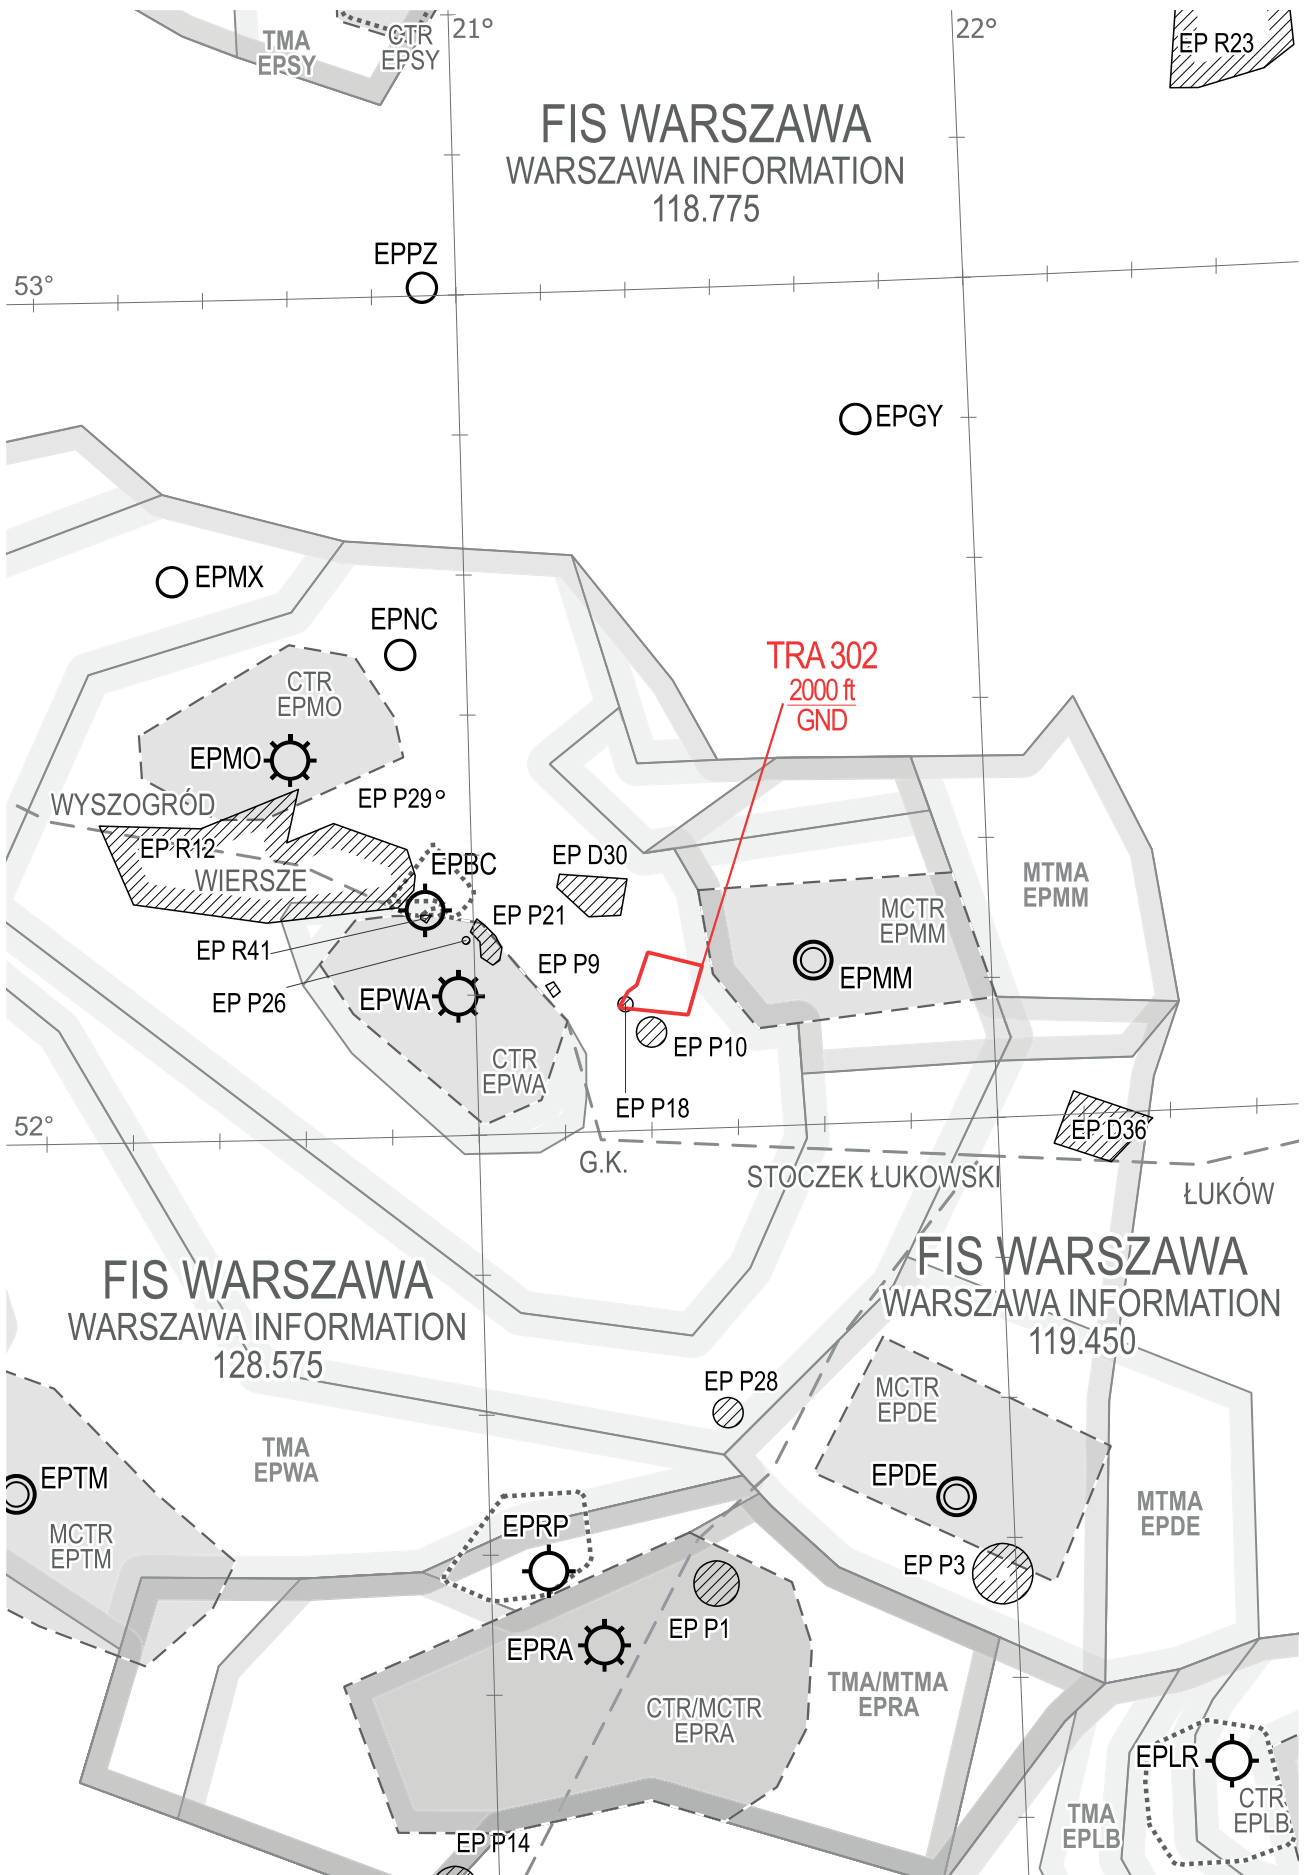 TMA
EPSY
CTR
EPSY
21°
22°
EP R23
FIS WARSZAWA
WARSZAWA INFORMATION
118.775
EPPZ
53°
EPGY
EPMX
EPNC
TRA 302
2000 ft
GND
CTR
EPMO
EPMO
WYSZOGRÓD
EP P29
EP R12
WIERSZE
EPBC
EP D30
MTMA
EPMM
MCTR
EPMM
EP P21
EP R41
EP P9
EP P26
EPWA
EPMM
EP P10
CTR
EPWA
EP P18
52°
EP D36
G.K.
STOCZEK ŁUKOWSKI
ŁUKÓW
FIS WARSZAWA
WARSZAWA INFORMATION
128.575
FIS WARSZAWA
WARSZAWA INFORMATION
119.450
EP P28
MCTR
EPDE
TMA
EPWA
EPTM
EPDE
MTMA
EPDE
MCTR
EPTM
EPRP
EP P3
EP P1
EPRA
TMA/MTMA
EPRA
CTR/MCTR
EPRA
EPLR
CTR
EPLB
TMA
EPLB
EP P14